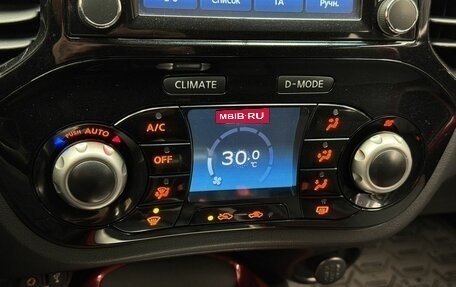 Список
TA
Ручн.
CLIMATE
D-MODE
MBIB.RU
PUSH AUTO
A/C
OFF
30.0
°C